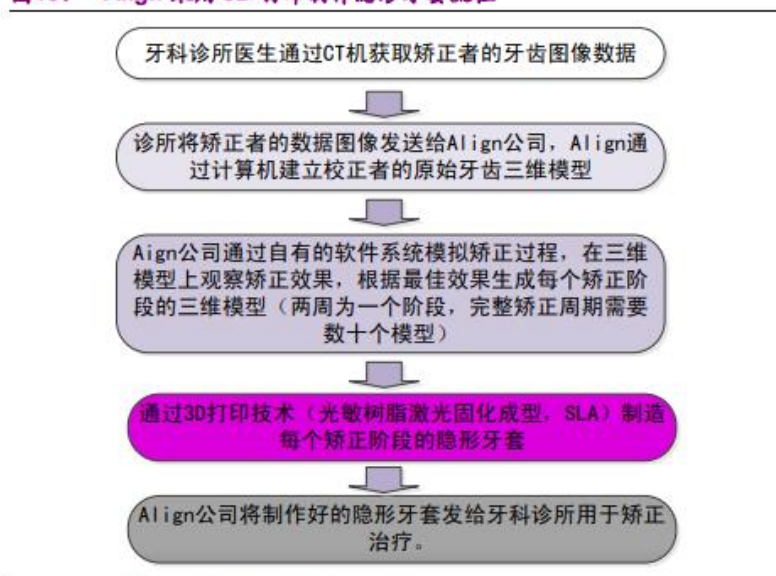 牙科诊所医生通过CT机获取矫正者的牙齿图像数据
诊所将矫正者的数据图像发送给Align公司，Align通
过计算机建立校正者的原始牙齿三维模型
Aign公司通过自有的软件系统模拟矫正过程，在三维
模型上观察矫正效果，根据最佳效果生成每个矫正阶
段的三维模型（两周为一个阶段，完整矫正周期需要
数十个模型）
通过3D打印技术（光敏树脂激光固化成型，SLA）制造
每个矫正阶段的隐形牙套
Align公司将制作好的隐形牙套发给牙科诊所用于矫正
治疗。